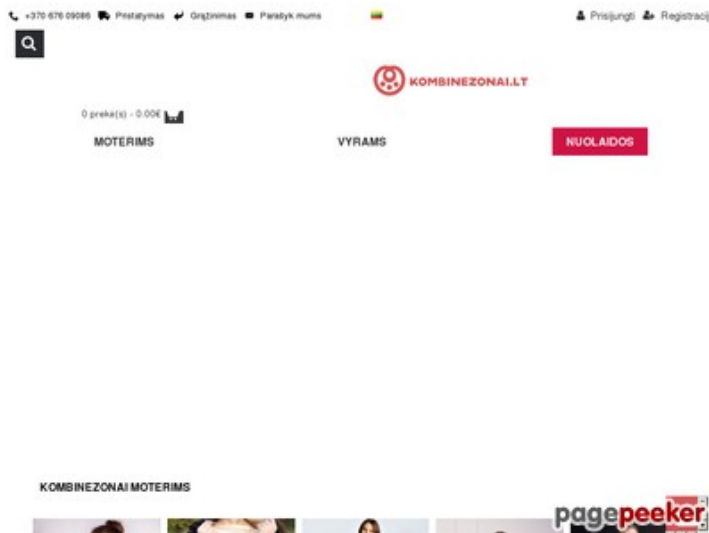 +370 676 09086 Pristatymas Grąžinimas Parašyk mums Prisijungti Registracij
KOMBINEZONAI.LT
0 prekė(s) - 0.00€
MOTERIMS VYRAMS NUOLAIDOS
KOMBINEZONAI MOTERIMS
pagepeeker